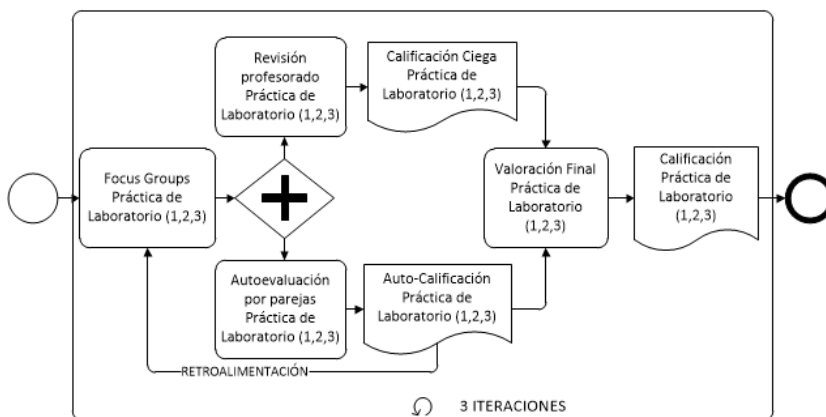 Revisión
profesorado
Práctica de
Laboratorio (1,2,3)
Calificación Ciega
Práctica de
Laboratorio (1,2,3)
Focus Groups
Práctica de
Laboratorio (1,2,3)
Valoración Final
Práctica de
Laboratorio
(1,2,3)
Calificación
Práctica de
Laboratorio
(1,2,3)
Autoevaluación
por parejas
Práctica de
Laboratorio (1,2,3)
Auto-Calificación
Práctica de
Laboratorio (1,2,3)
RETROALIMENTACIÓN
3 ITERACIONES